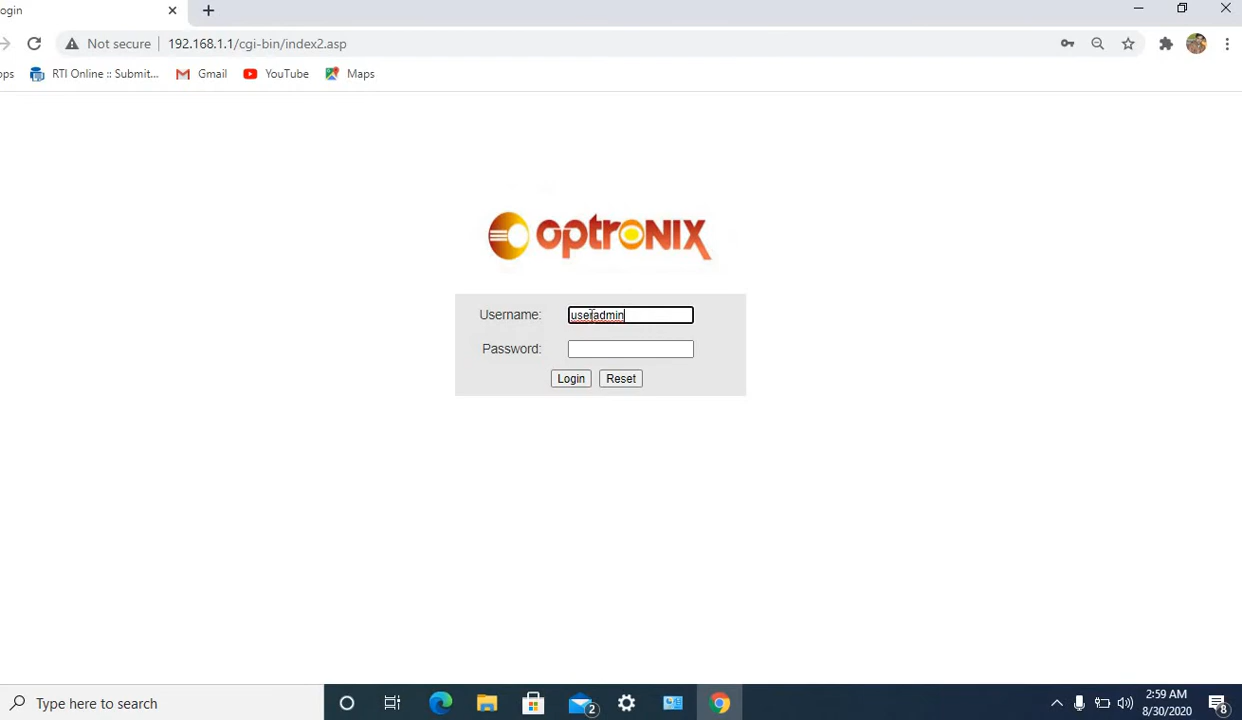 ogin
Not secure 192.168.1.1/cgi-bin/index2.asp
ops RTI Online :: Submit... Gmail YouTube Maps
optronix
Username: useradmin
Password:
Login Reset
Type here to search
2
2:59 AM
8/30/2020
8